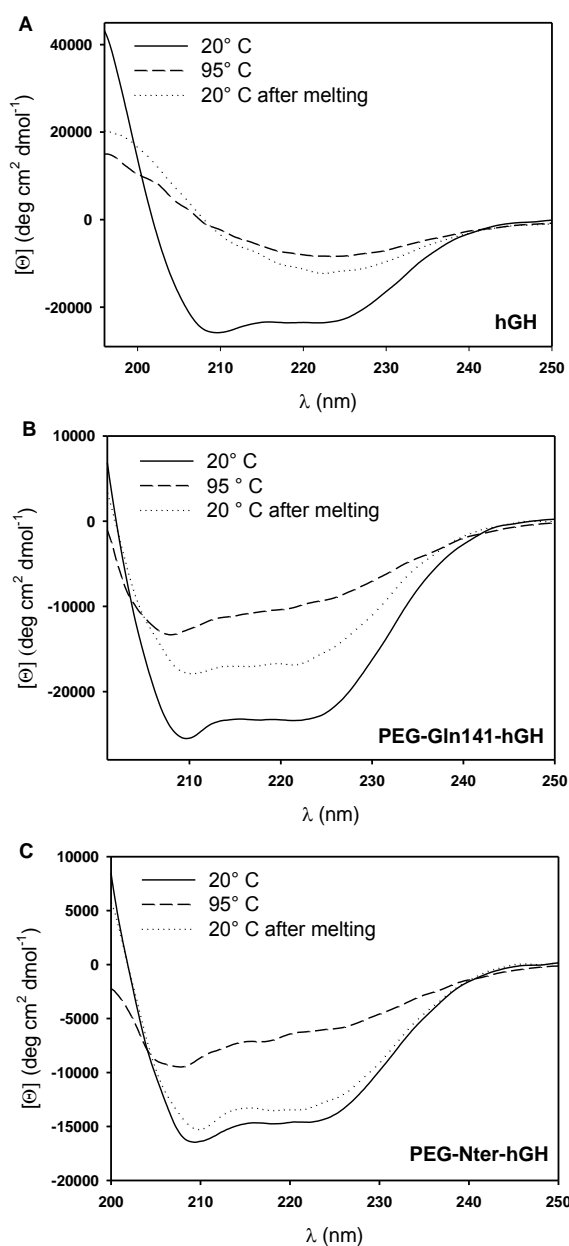 A
40000
20° C
95° C
20° C after melting
20000
0
-20000
[Θ] (deg cm² dmol⁻¹)
hGH
200 210 220 230 240 250
λ (nm)
B
10000
20° C
95 ° C
20 ° C after melting
0
-10000
-20000
[Θ] (deg cm² dmol⁻¹)
PEG-Gln141-hGH
210 220 230 240 250
λ (nm)
C
10000
20° C
95° C
20° C after melting
5000
0
-5000
-10000
-15000
-20000
[Θ] (deg cm² dmol⁻¹)
PEG-Nter-hGH
200 210 220 230 240 250
λ (nm)